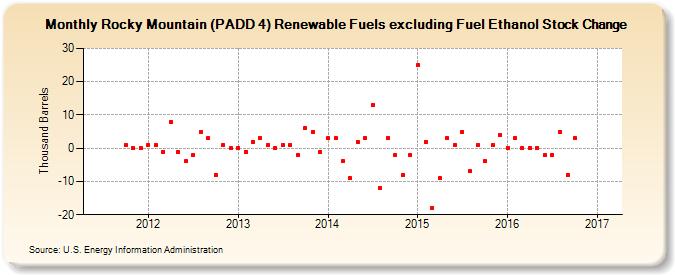 Monthly Rocky Mountain (PADD 4) Renewable Fuels excluding Fuel Ethanol Stock Change
Thousand Barrels
30
20
10
0
-10
-20
2012 2013 2014 2015 2016 2017
Source: U.S. Energy Information Administration